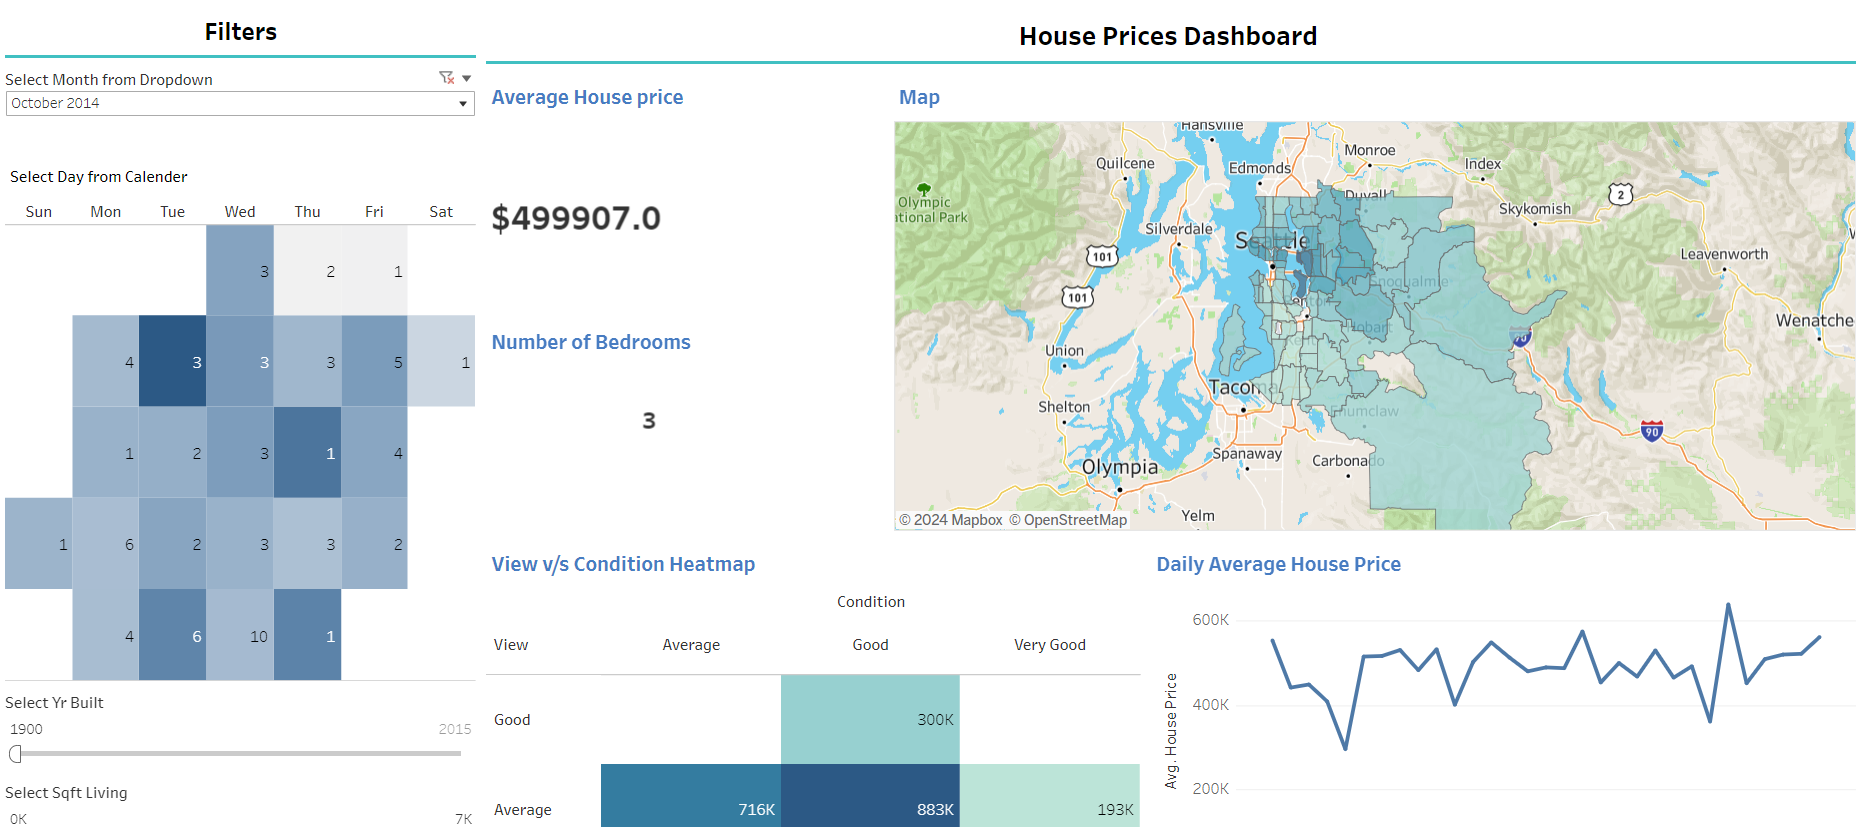 Filters
Select Month from Dropdown
October 2014
Select Day from Calender
Sun Mon Tue Wed Thu Fri Sat
3 2 1
4 3 3 3 5 1
1 2 3 1 4
1 6 2 3 3 2
4 6 10 1
Select Yr Built
1900 2015
Select Sqft Living
0K 7K
House Prices Dashboard
Average House price
$499907.0
Number of Bedrooms
3
Map
Hansville
Quilcene
Edmonds
Monroe
Index
Duvall
2
Skykomish
Olympic
ational Park
Silverdale
Seattle
101
Leavenworth
Snoqualmie
101
Renton
Hobart
90
Wenatche
Union
Kent
Tacoma
Shelton
Enumclaw
90
Spanaway
Carbonado
Olympia
Yelm
© 2024 Mapbox © OpenStreetMap
View v/s Condition Heatmap
Condition
View Average Good Very Good
Good 300K
Average 716K 883K 193K
Daily Average House Price
Avg. House Price
600K
400K
200K